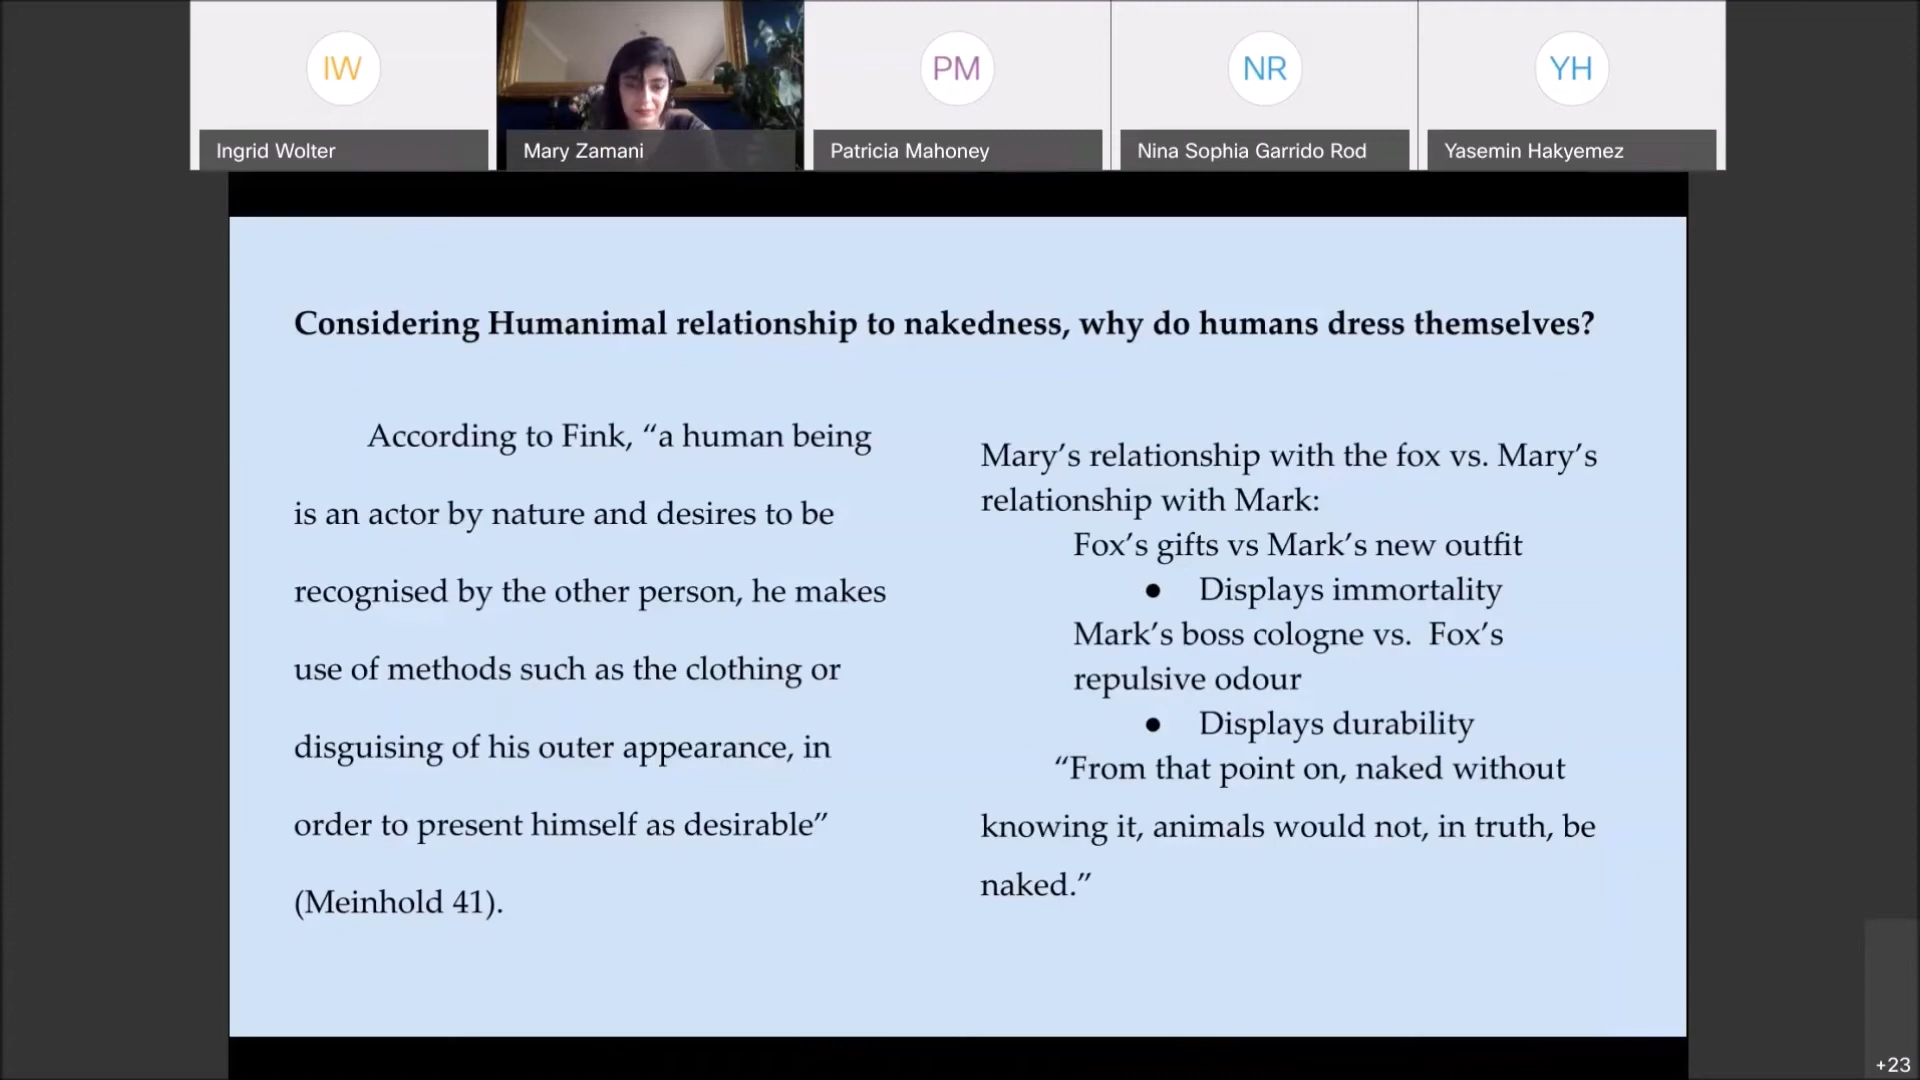 IW
Ingrid Wolter
Mary Zamani
PM
Patricia Mahoney
NR
Nina Sophia Garrido Rod
YH
Yasemin Hakyemez
Considering Humanimal relationship to nakedness, why do humans dress themselves?
According to Fink, “a human being
is an actor by nature and desires to be
recognised by the other person, he makes
use of methods such as the clothing or
disguising of his outer appearance, in
order to present himself as desirable”
(Meinhold 41).
Mary’s relationship with the fox vs. Mary’s
relationship with Mark:
Fox’s gifts vs Mark’s new outfit
● Displays immortality
Mark’s boss cologne vs. Fox’s
repulsive odour
● Displays durability
“From that point on, naked without
knowing it, animals would not, in truth, be
naked.”
+23